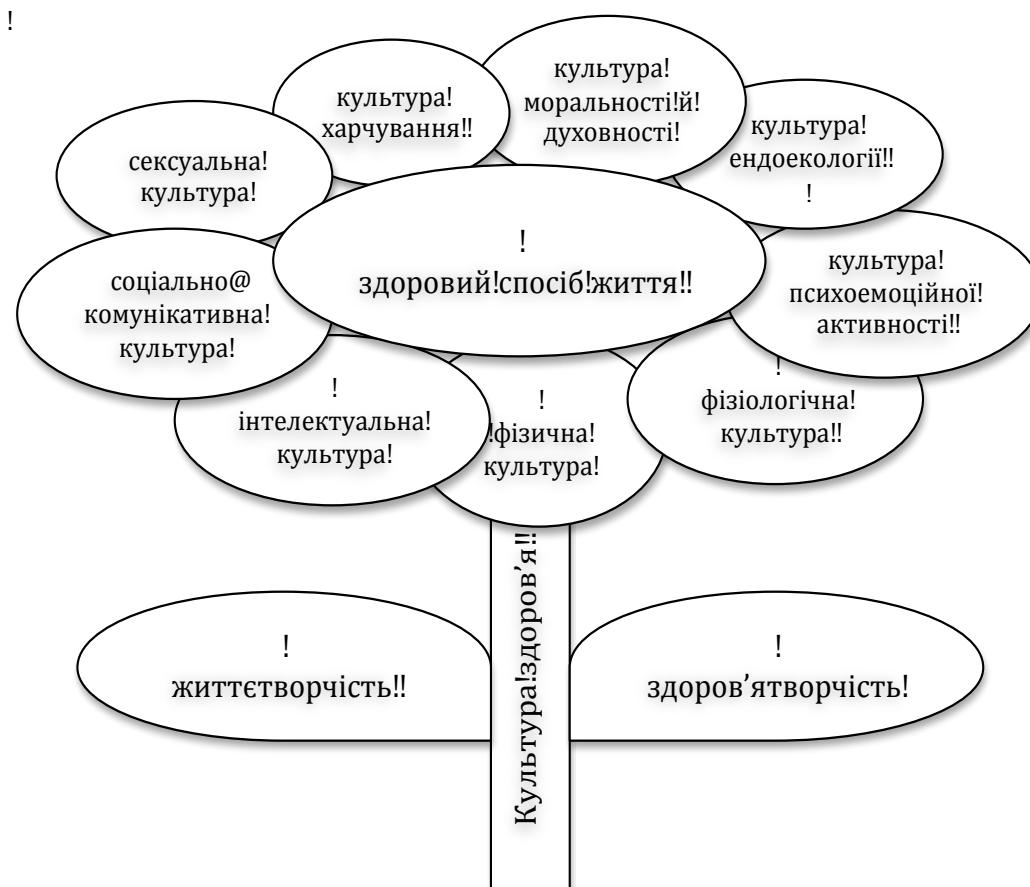 !
культура!
моральності!й!
духовності!
культура!
харчування!!
культура!
ендоекології!!
!
сексуальна!
культура!
!
здоровий!спосіб!життя!!
культура!
психоемоційної!
активності!!
соціально@
комунікативна!
культура!
!
інтелектуальна!
культура!
!
!фізична!
культура!
!
фізіологічна!
культура!!
Культура!здоров’я!!
!
життєтворчість!!
!
здоров’ятворчість!